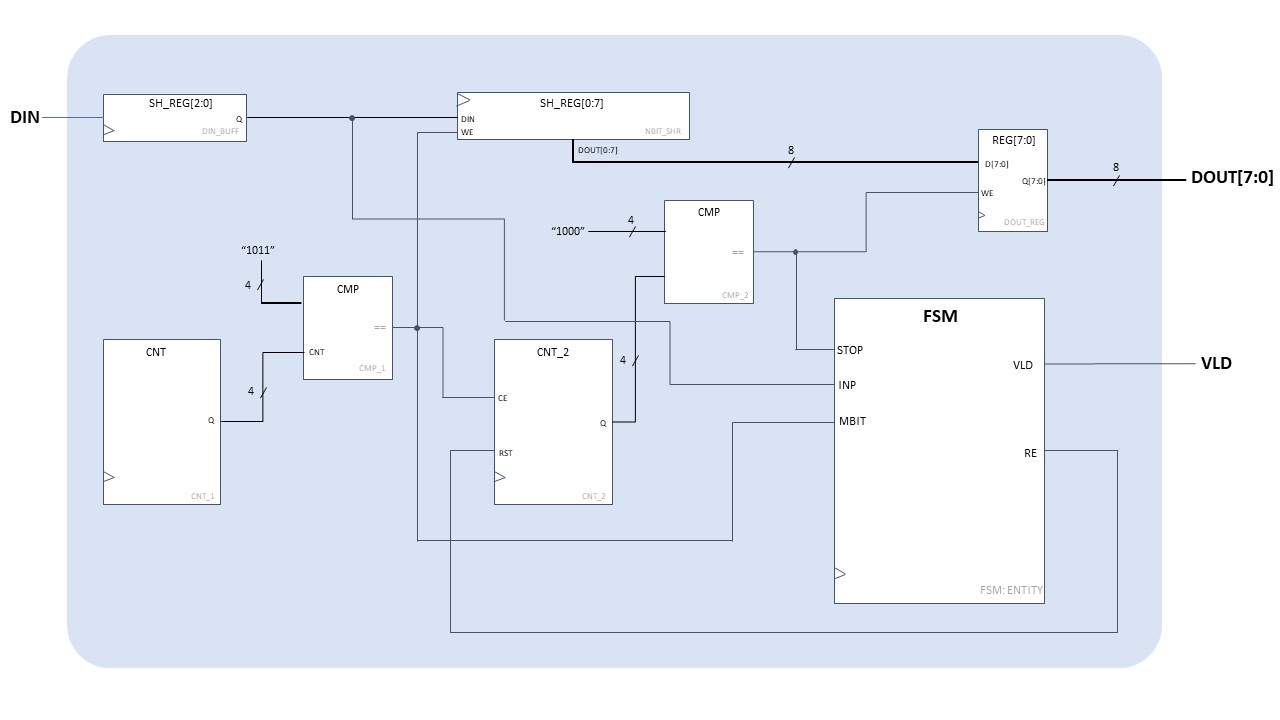 DIN
SH_REG[2:0]
Q
DIN_BUFF
SH_REG[0:7]
DIN
WE
NBIT_SHR
DOUT[0:7]
8
REG[7:0]
D[7:0]
Q[7:0]
WE
DOUT_REG
8
DOUT[7:0]
“1000”
4
CMP
==
CMP_2
“1011”
4
CMP
==
CNT
CMP_1
CNT
4
Q
CNT_1
CNT_2
CE
Q
RST
CNT_2
4
FSM
STOP
INP
MBIT
VLD
RE
FSM: ENTITY
VLD